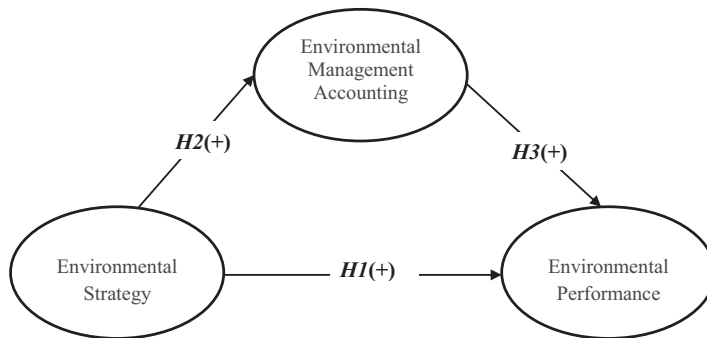 Environmental
Management
Accounting
H2(+)
H3(+)
Environmental
Strategy
H1(+)
Environmental
Performance